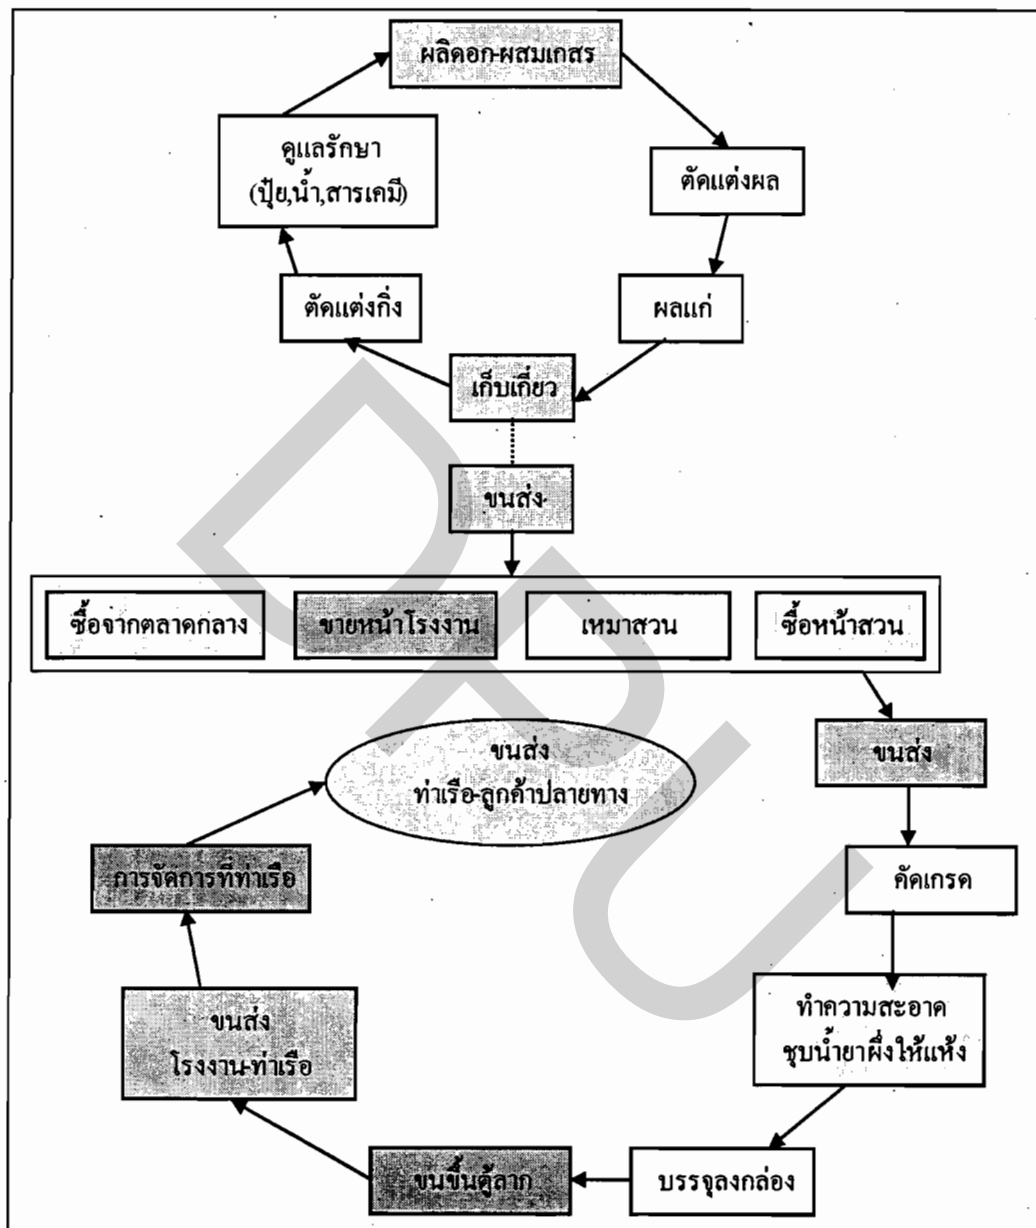 ผลิดอก-ผสมเกสร
ดูแลรักษา
(ปุ๋ย,น้ำ,สารเคมี)
ตัดแต่งผล
ตัดแต่งกิ่ง
ผลแก่
เก็บเกี่ยว
ขนส่ง
ซื้อจากตลาดกลาง
ขายหน้าโรงงาน
เหมาสวน
ซื้อหน้าสวน
ขนส่ง
ท่าเรือ-ลูกค้าปลายทาง
ขนส่ง
การจัดการที่ท่าเรือ
คัดเกรด
ขนส่ง
โรงงาน-ท่าเรือ
ทำความสะอาด
ชุบน้ำยาผึ่งให้แห้ง
ขนขึ้นตู้ลาก
บรรจุลงกล่อง
DPU